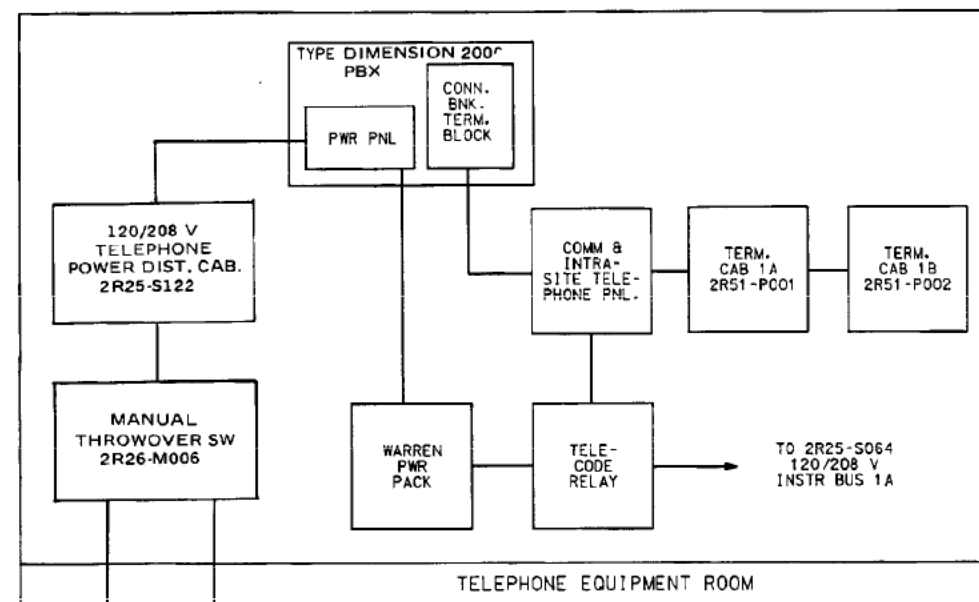 TYPE DIMENSION 200
PBX
CONN.
BNK.
TERM.
BLOCK
PWR PNL
120/208 V
TELEPHONE
POWER DIST. CAB.
2R25-S122
COMM &
INTRA-
SITE TELE-
PHONE PNL.
TERM.
CAB 1A
2R51-P001
TERM.
CAB 1B
2R51-P002
MANUAL
THROWOVER SW
2R26-M006
WARREN
PWR
PACK
TELE-
CODE
RELAY
TO 2R25-S064
120/208 V
INSTR BUS 1A
TELEPHONE EQUIPMENT ROOM